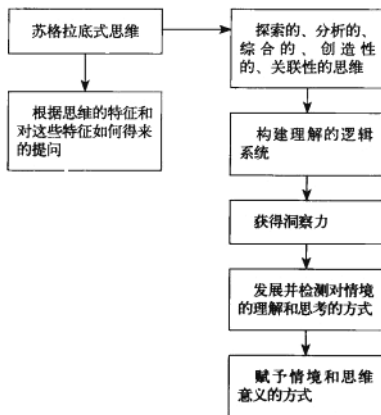 苏格拉底式思维
探索的、分析的、
综合的、创造性
的、关联性的思维
根据思维的特征和
对这些特征如何得来
的提问
构建理解的逻辑
系统
获得洞察力
发展并检测对情境
的理解和思考的方式
赋予情境和思维
意义的方式